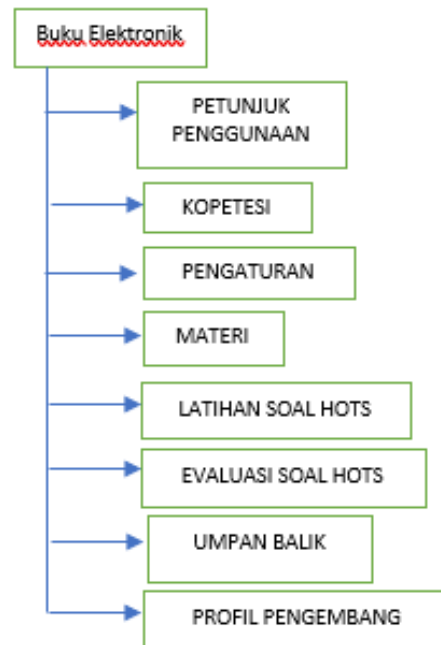 Buku Elektronik
PETUNJUK
PENGGUNAAN
KOPETESI
PENGATURAN
MATERI
LATIHAN SOAL HOTS
EVALUASI SOAL HOTS
UMPAN BALIK
PROFIL PENGEMBANG